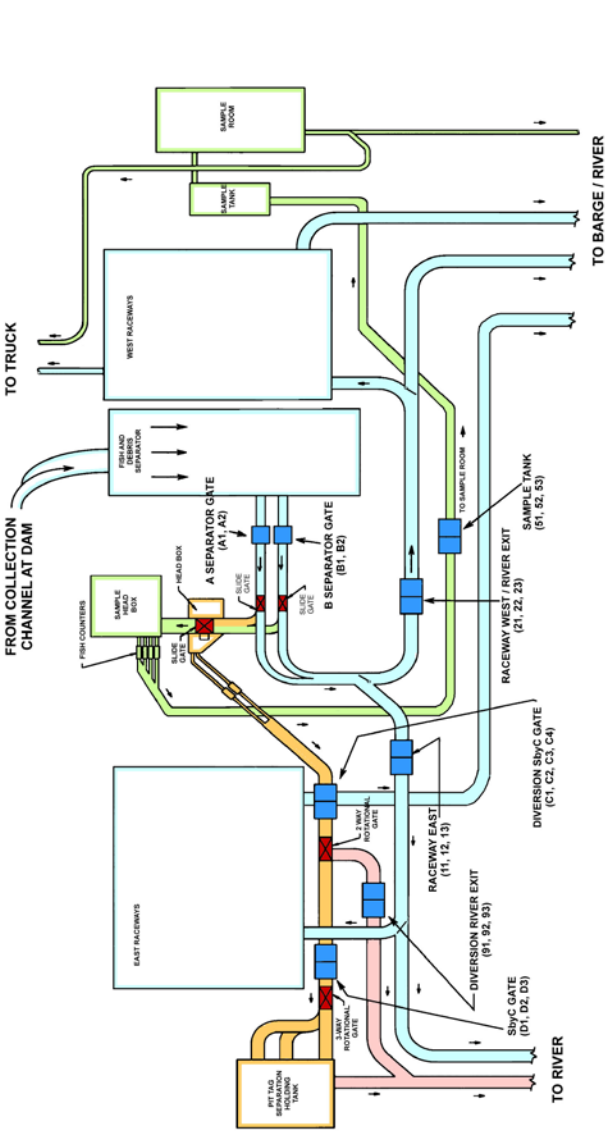 FROM COLLECTION
CHANNEL AT DAM
TO TRUCK
FISH COUNTERS
SAMPLE
HEAD
BOX
HEAD BOX
SLIDE
GATE
SLIDE
GATE
SLIDE
GATE
A SEPARATOR GATE
(A1, A2)
B SEPARATOR GATE
(B1, B2)
FISH AND
DEBRIS
SEPARATOR
WEST RACEWAYS
SAMPLE
TANK
SAMPLE
ROOM
EAST RACEWAYS
PIT TAG
SEPARATION
HOLDING
TANK
3-WAY
ROTATIONAL
GATE
2 WAY
ROTATIONAL
GATE
SbyC GATE
(D1, D2, D3)
DIVERSION RIVER EXIT
(91, 92, 93)
RACEWAY EAST
(11, 12, 13)
DIVERSION SbyC GATE
(C1, C2, C3, C4)
RACEWAY WEST / RIVER EXIT
(21, 22, 23)
SAMPLE TANK
(51, 52, 53)
TO SAMPLE ROOM
TO RIVER
TO BARGE / RIVER